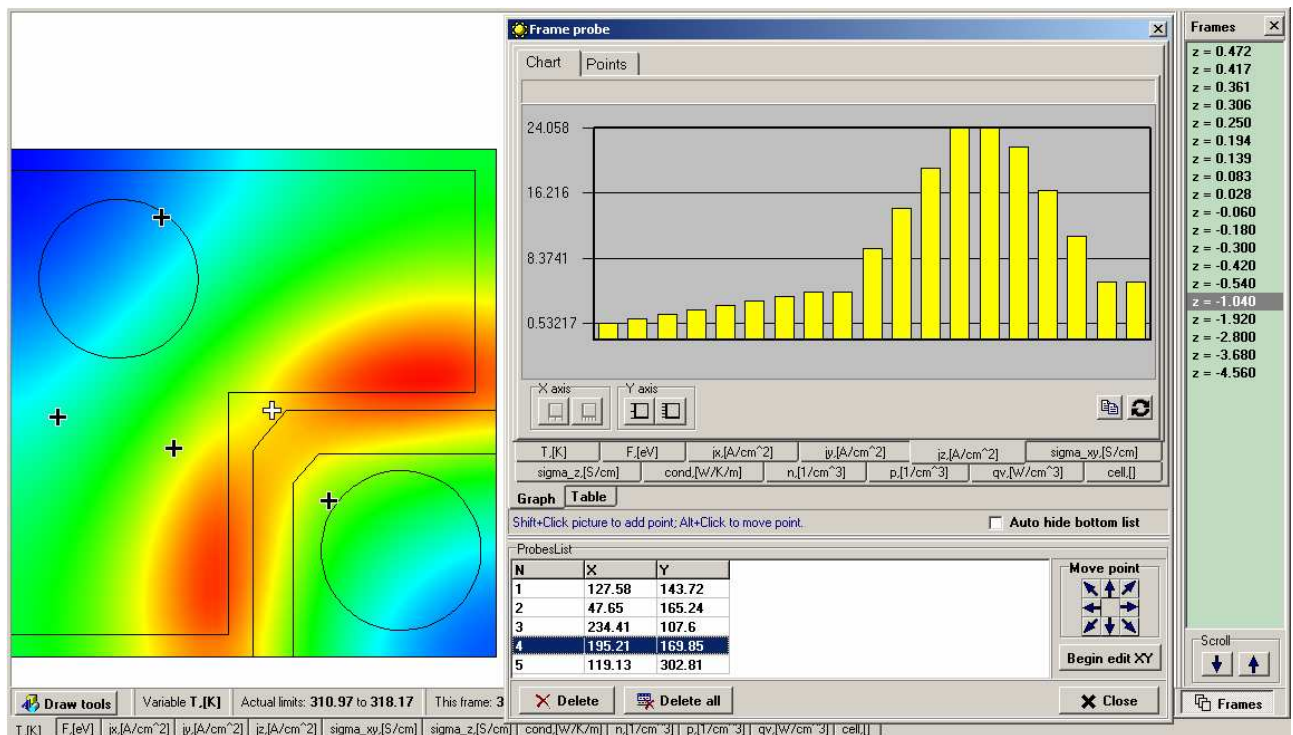 Frame probe
Chart Points
24.058
16.216
8.3741
0.53217
X axis Y axis
T,[K] F,[eV] jx,[A/cm^2] jy,[A/cm^2] jz,[A/cm^2] sigma_xy,[S/cm]
sigma_z,[S/cm] cond,[W/K/m] n,[1/cm^3] p,[1/cm^3] qv,[W/cm^3] cell,[]
Graph Table
Shift+Click picture to add point; Alt+Click to move point. Auto hide bottom list
ProbesList
N X Y
1 127.58 143.72
2 47.65 165.24
3 234.41 107.6
4 195.21 169.85
5 119.13 302.81
Move point
Begin edit XY
Delete Delete all Close
Frames
z = 0.472
z = 0.417
z = 0.361
z = 0.306
z = 0.250
z = 0.194
z = 0.139
z = 0.083
z = 0.028
z = -0.060
z = -0.180
z = -0.300
z = -0.420
z = -0.540
z = -1.040
z = -1.920
z = -2.800
z = -3.680
z = -4.560
Scroll
Frames
Draw tools Variable T,[K] Actual limits: 310.97 to 318.17 This frame: 3
T,[K] F,[eV] jx,[A/cm^2] jy,[A/cm^2] jz,[A/cm^2] sigma_xy,[S/cm] sigma_z,[S/cm] cond,[W/K/m] n,[1/cm^3] p,[1/cm^3] qv,[W/cm^3] cell,[]